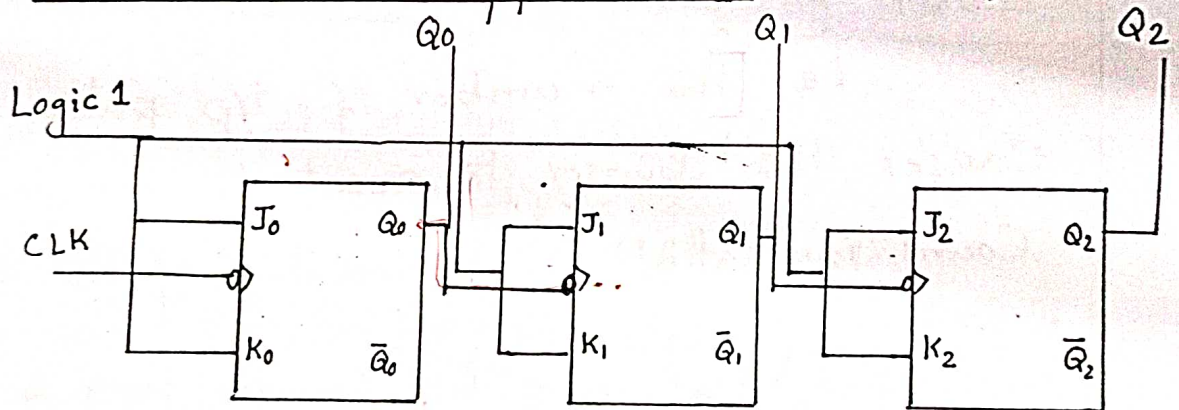 Q0 Q1 Q2
Logic 1
J0 Q0 J1 Q1 J2 Q2
CLK
K0 Q̄0 K1 Q̄1 K2 Q̄2